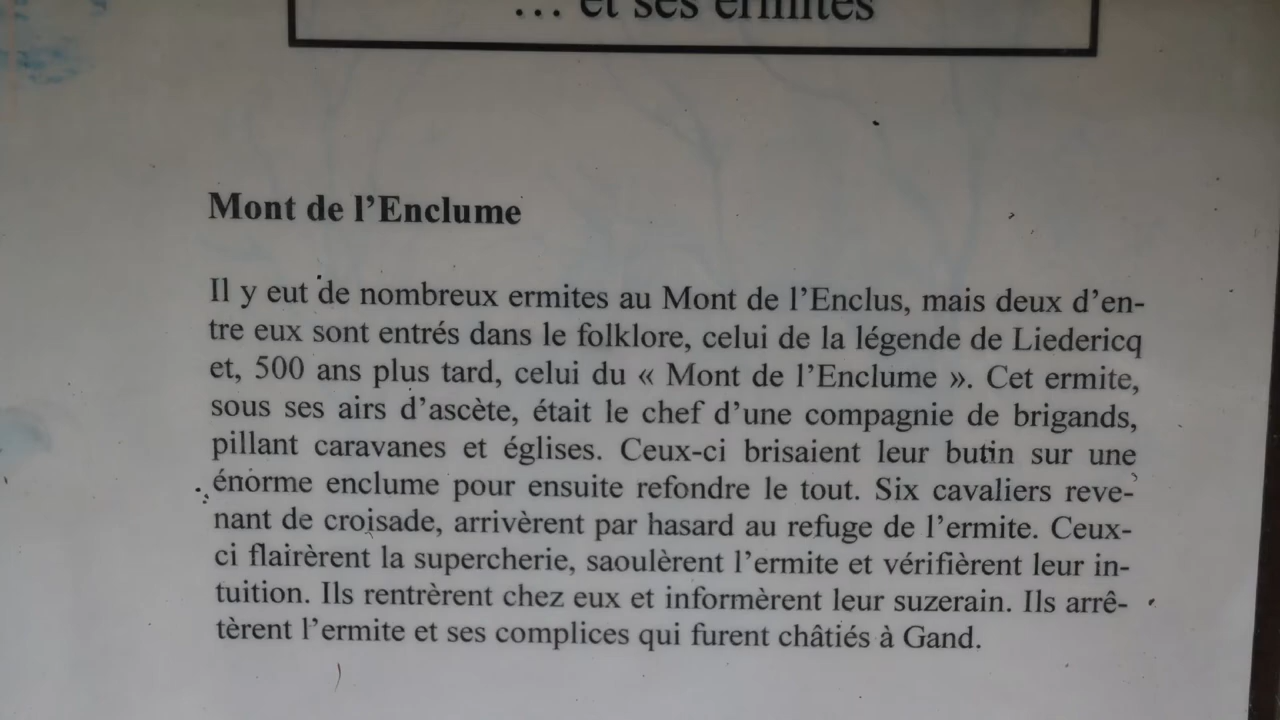 ... et ses ermites
Mont de l’Enclume
Il y eut de nombreux ermites au Mont de l’Enclus, mais deux d’en-
tre eux sont entrés dans le folklore, celui de la légende de Liedericq
et, 500 ans plus tard, celui du « Mont de l’Enclume ». Cet ermite,
sous ses airs d’ascète, était le chef d’une compagnie de brigands,
pillant caravanes et églises. Ceux-ci brisaient leur butin sur une
énorme enclume pour ensuite refondre le tout. Six cavaliers reve-
nant de croisade, arrivèrent par hasard au refuge de l’ermite. Ceux-
ci flairèrent la supercherie, saoulèrent l’ermite et vérifièrent leur in-
tuition. Ils rentrèrent chez eux et informèrent leur suzerain. Ils arrê-
tèrent l’ermite et ses complices qui furent châtiés à Gand.